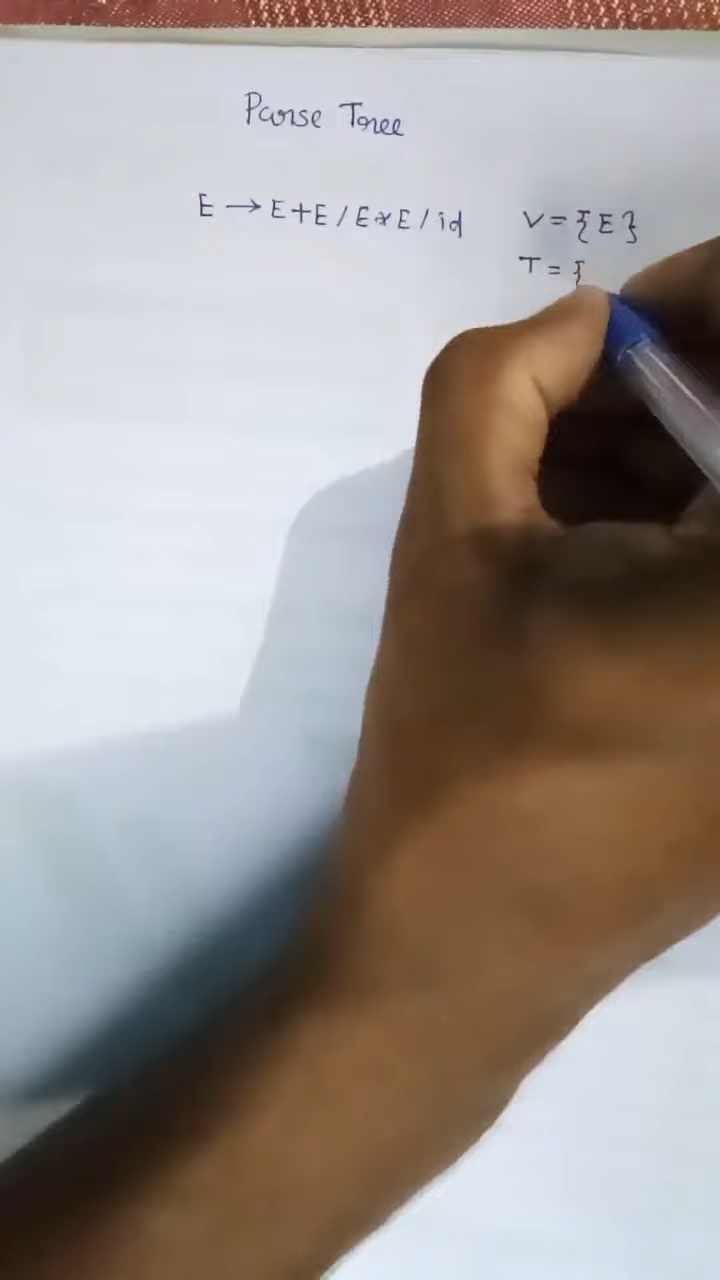 Parse Tree
E → E+E / E*E / id
V = {E}
T = {